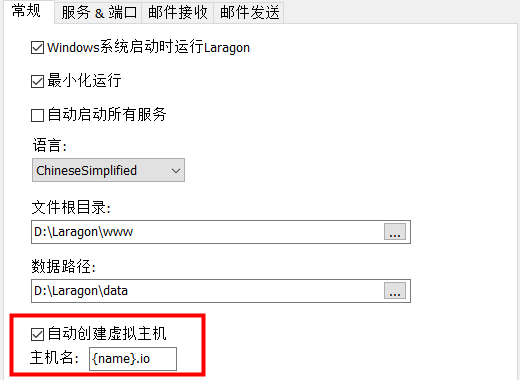 常规 服务 & 端口 邮件接收 邮件发送
Windows系统启动时运行Laragon
最小化运行
自动启动所有服务
语言:
ChineseSimplified
文件根目录:
D:\Laragon\www ...
数据路径:
D:\Laragon\data ...
自动创建虚拟主机
主机名: {name}.io